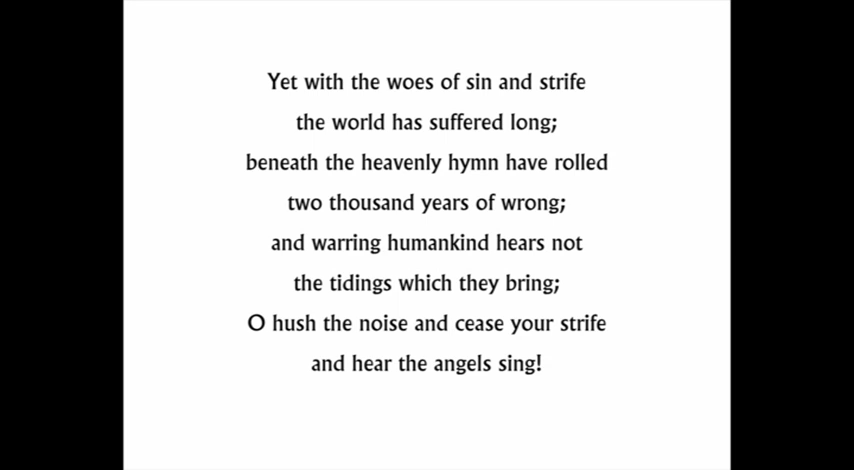 Yet with the woes of sin and strife
the world has suffered long;
beneath the heavenly hymn have rolled
two thousand years of wrong;
and warring humankind hears not
the tidings which they bring;
O hush the noise and cease your strife
and hear the angels sing!